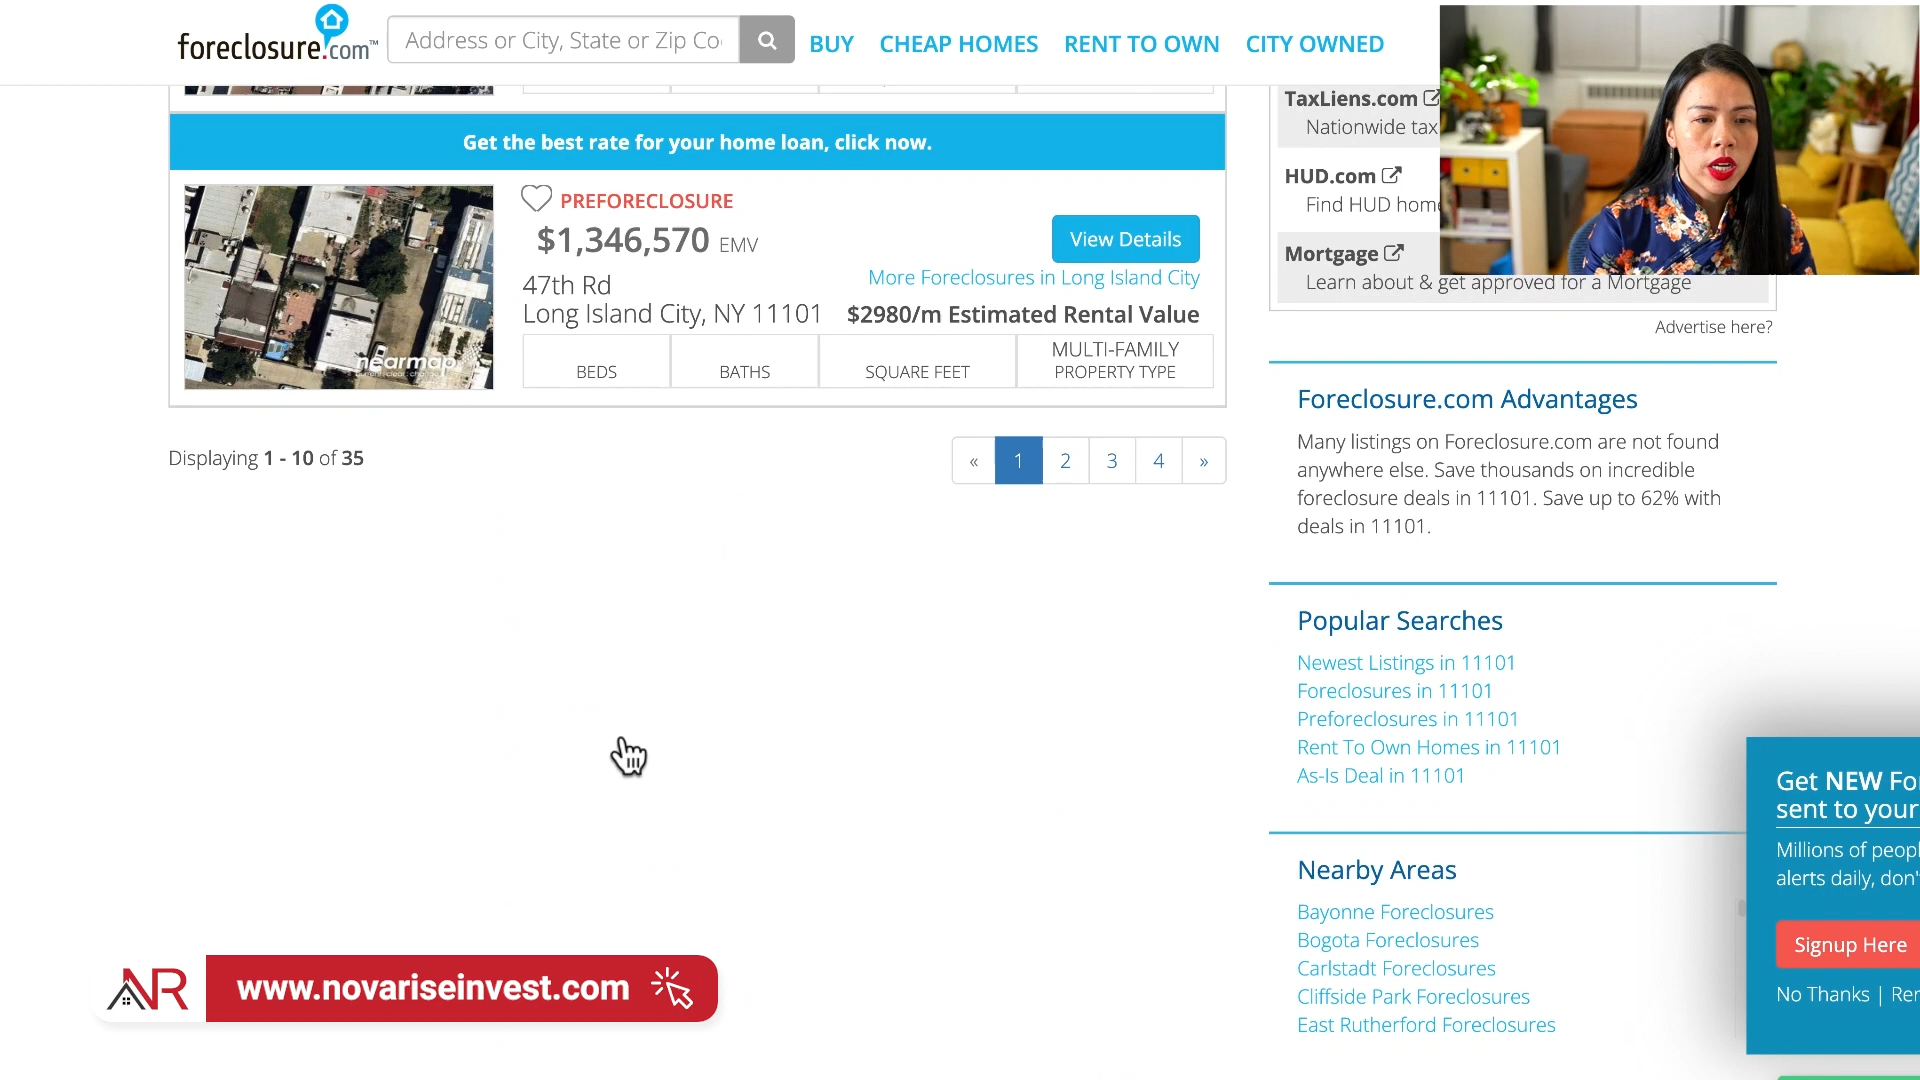 foreclosure.com™
Address or City, State or Zip Co
BUY
CHEAP HOMES
RENT TO OWN
CITY OWNED
Get the best rate for your home loan, click now.
PREFORECLOSURE
$1,346,570 EMV
View Details
More Foreclosures in Long Island City
47th Rd
Long Island City, NY 11101
$2980/m Estimated Rental Value
BEDS
BATHS
SQUARE FEET
MULTI-FAMILY
PROPERTY TYPE
nearmap
Displaying 1 - 10 of 35
« 1 2 3 4 »
TaxLiens.com
Nationwide tax
HUD.com
Find HUD home
Mortgage
Learn about & get approved for a Mortgage
Advertise here?
Foreclosure.com Advantages
Many listings on Foreclosure.com are not found
anywhere else. Save thousands on incredible
foreclosure deals in 11101. Save up to 62% with
deals in 11101.
Popular Searches
Newest Listings in 11101
Foreclosures in 11101
Preforeclosures in 11101
Rent To Own Homes in 11101
As-Is Deal in 11101
Nearby Areas
Bayonne Foreclosures
Bogota Foreclosures
Carlstadt Foreclosures
Cliffside Park Foreclosures
East Rutherford Foreclosures
Get NEW Fo
sent to your
Millions of peopl
alerts daily, don'
Signup Here
No Thanks | Rer
NR
www.novariseinvest.com